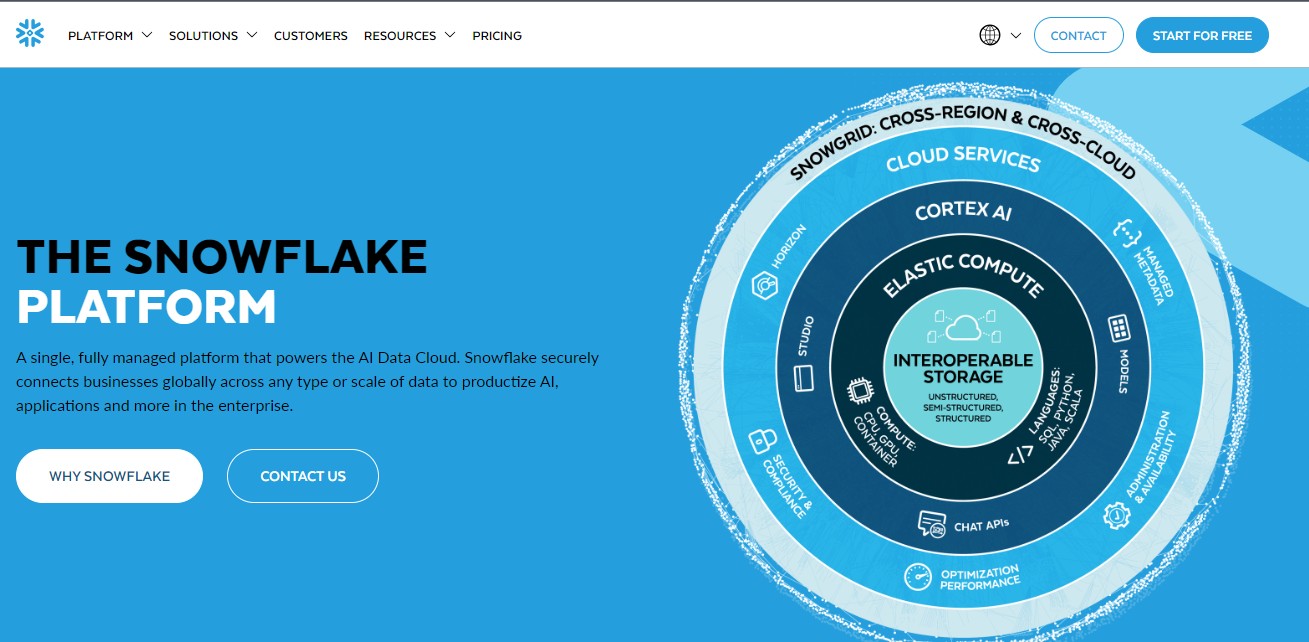 PLATFORM
SOLUTIONS
CUSTOMERS
RESOURCES
PRICING
CONTACT
START FOR FREE
THE SNOWFLAKE
PLATFORM
A single, fully managed platform that powers the AI Data Cloud. Snowflake securely
connects businesses globally across any type or scale of data to productize AI,
applications and more in the enterprise.
WHY SNOWFLAKE
CONTACT US
SNOWGRID: CROSS-REGION & CROSS-CLOUD
CLOUD SERVICES
HORIZON
MANAGED
METADATA
SECURITY &
COMPLIANCE
ADMINISTRATION
& AVAILABILITY
OPTIMIZATION
PERFORMANCE
CORTEX AI
STUDIO
MODELS
CHAT APIs
ELASTIC COMPUTE
COMPUTE:
CPU, GPU,
CONTAINER
LANGUAGES:
SQL, PYTHON,
JAVA, SCALA
</>
INTEROPERABLE
STORAGE
UNSTRUCTURED,
SEMI-STRUCTURED,
STRUCTURED